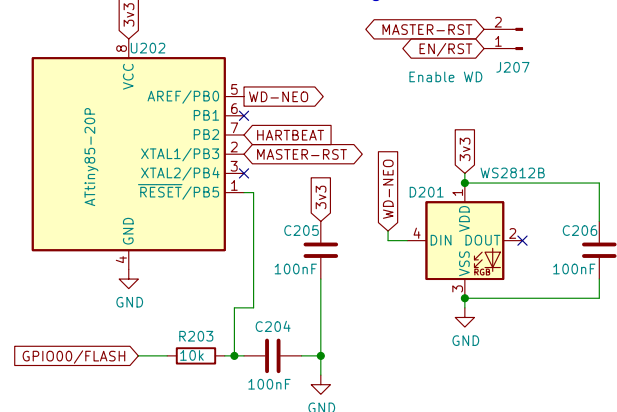 3v3
8
U202
VCC
ATtiny85-20P
AREF/PB0
5
WD-NEO
PB1
6
PB2
7
HARTBEAT
XTAL1/PB3
2
MASTER-RST
XTAL2/PB4
3
RESET/PB5
1
GND
4
GND
MASTER-RST
2
EN/RST
1
J207
Enable WD
3v3
C205
100nF
WD-NEO
3v3
WS2812B
D201
1
VDD
4
DIN
DOUT
2
VSS
RGB
3
GND
C206
100nF
GPIO00/FLASH
R203
10k
C204
100nF
GND